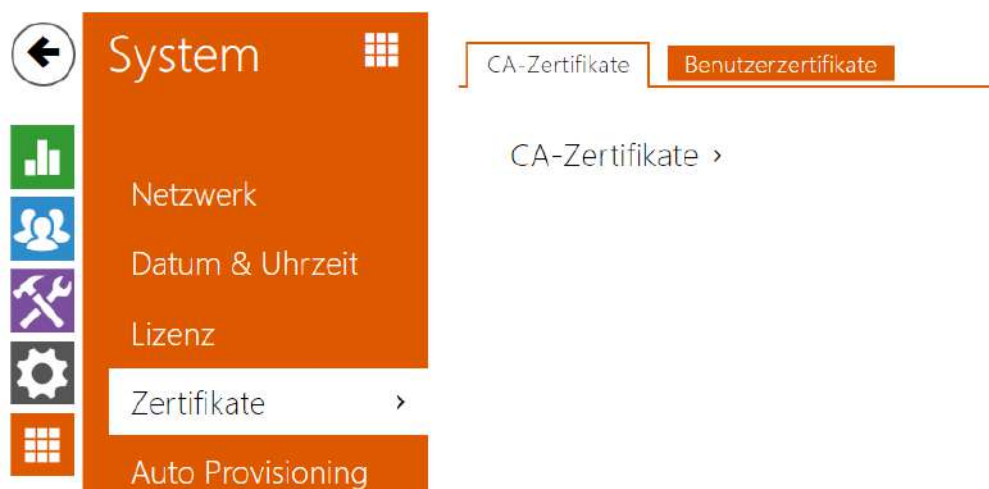 System
Netzwerk
Datum & Uhrzeit
Lizenz
Zertifikate
Auto Provisioning
CA-Zertifikate
Benutzerzertifikate
CA-Zertifikate